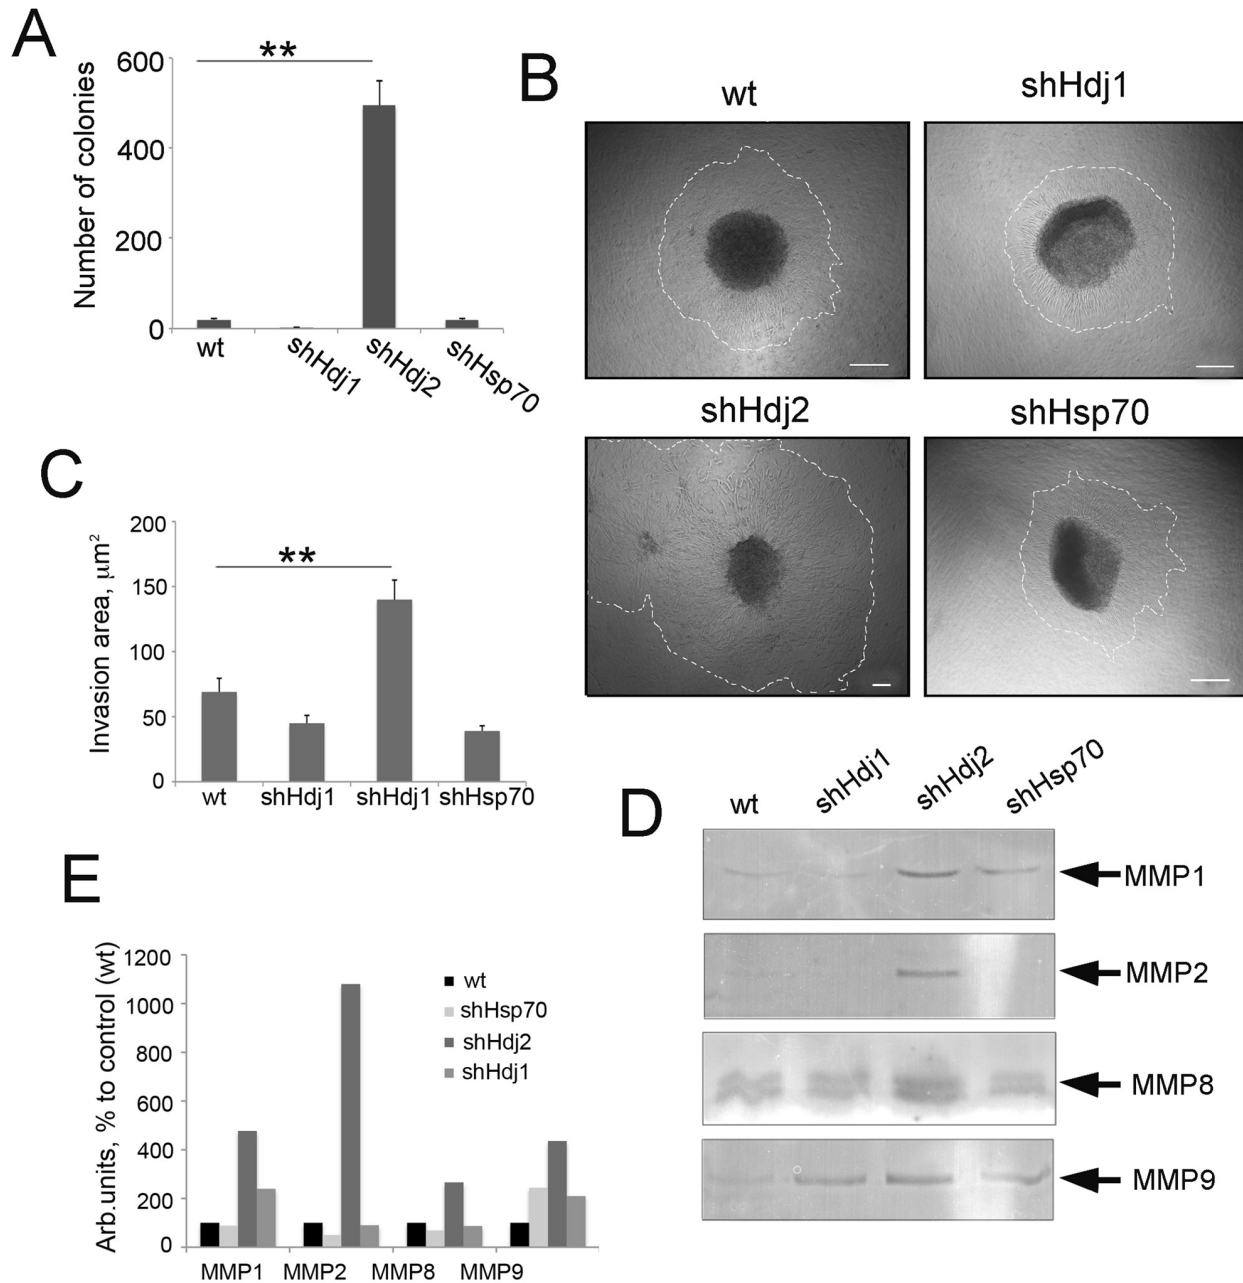 A
**
Number of colonies
600
400
200
0
wt
shHdj1
shHdj2
shHsp70
B
wt
shHdj1
shHdj2
shHsp70
C
**
Invasion area, μm²
200
150
100
50
0
wt
shHdj1
shHdj1
shHsp70
D
wt
shHdj1
shHdj2
shHsp70
MMP1
MMP2
MMP8
MMP9
E
Arb.units, % to control (wt)
1200
1000
800
600
400
200
0
wt
shHsp70
shHdj2
shHdj1
MMP1
MMP2
MMP8
MMP9